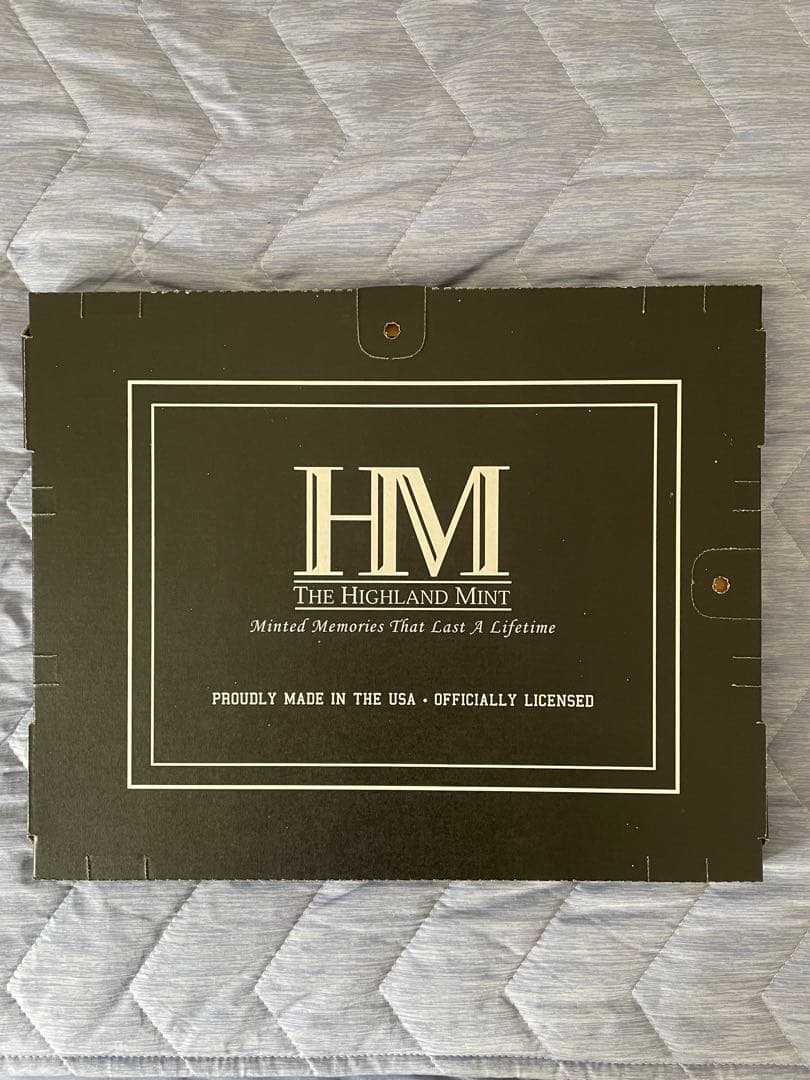 HM
THE HIGHLAND MINT
Minted Memories That Last A Lifetime
PROUDLY MADE IN THE USA • OFFICIALLY LICENSED